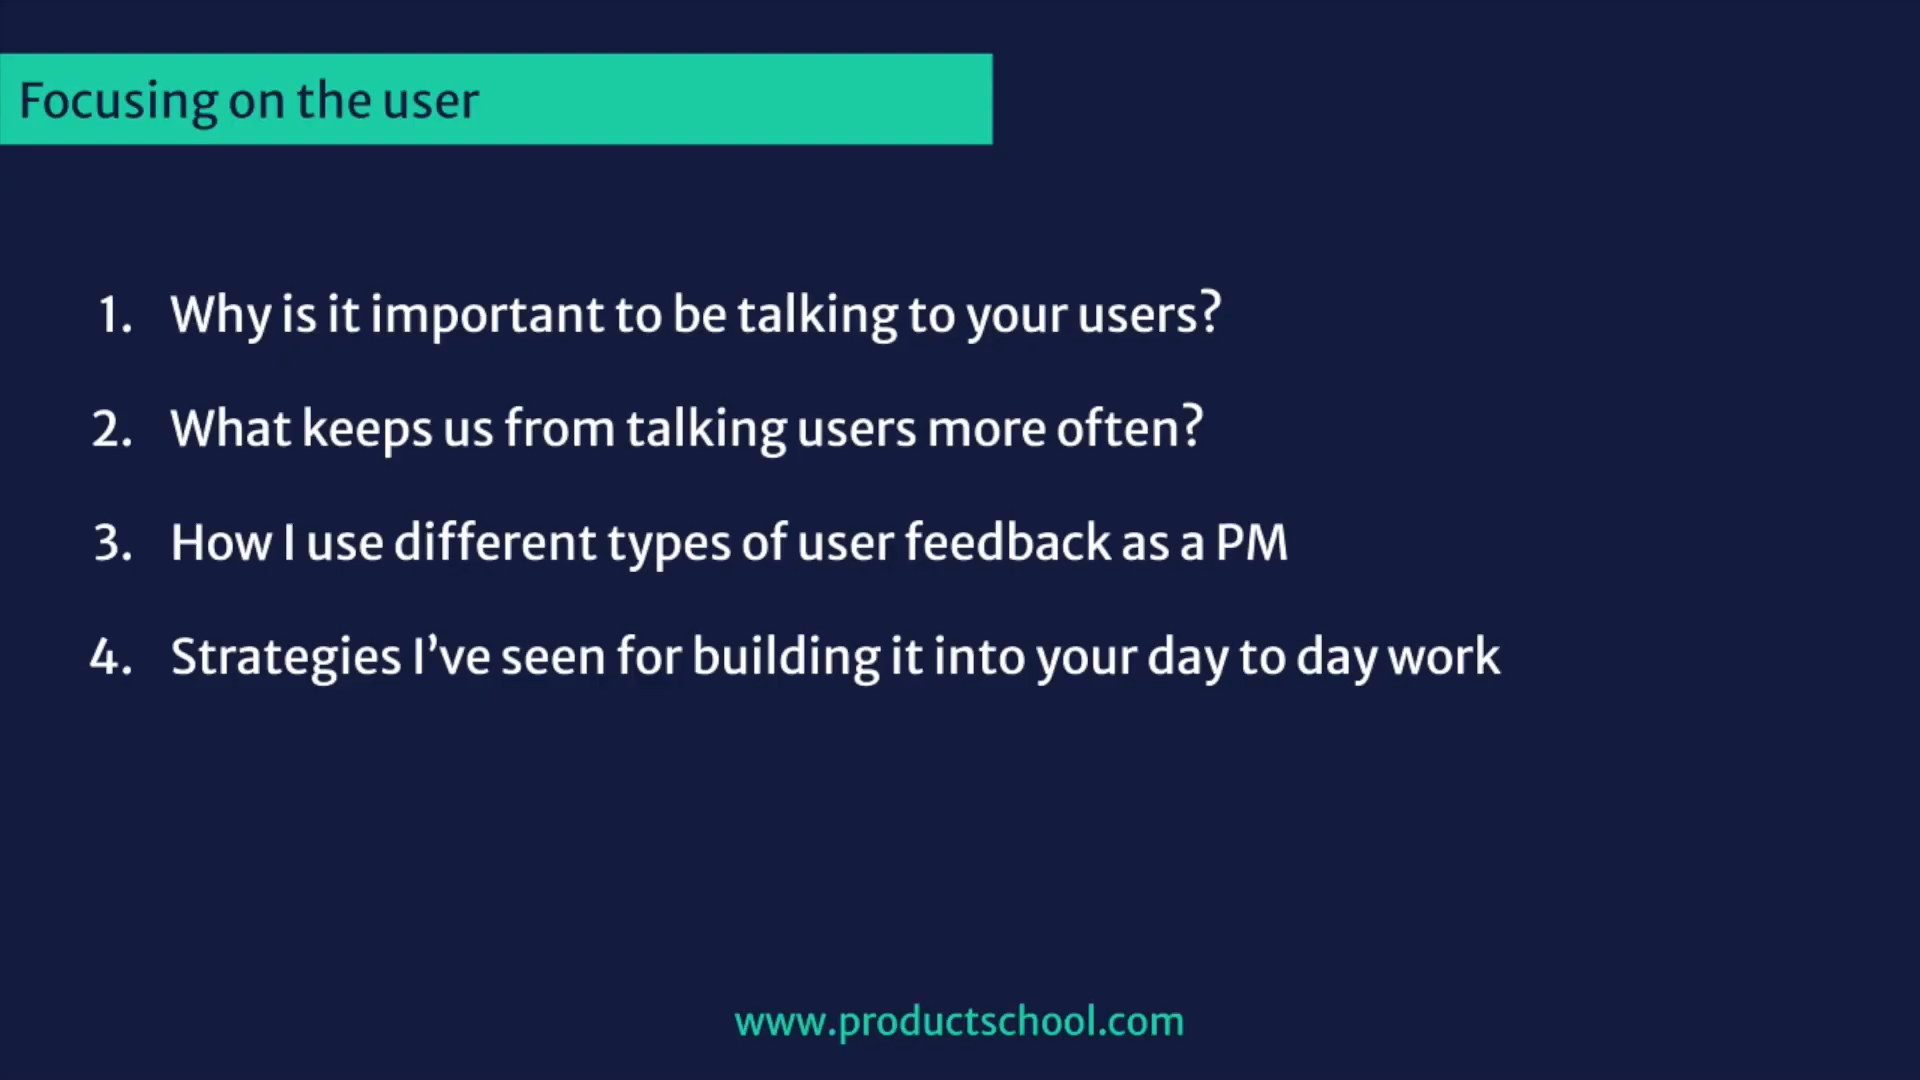 Focusing on the user
1. Why is it important to be talking to your users?
2. What keeps us from talking users more often?
3. How I use different types of user feedback as a PM
4. Strategies I’ve seen for building it into your day to day work
www.productschool.com